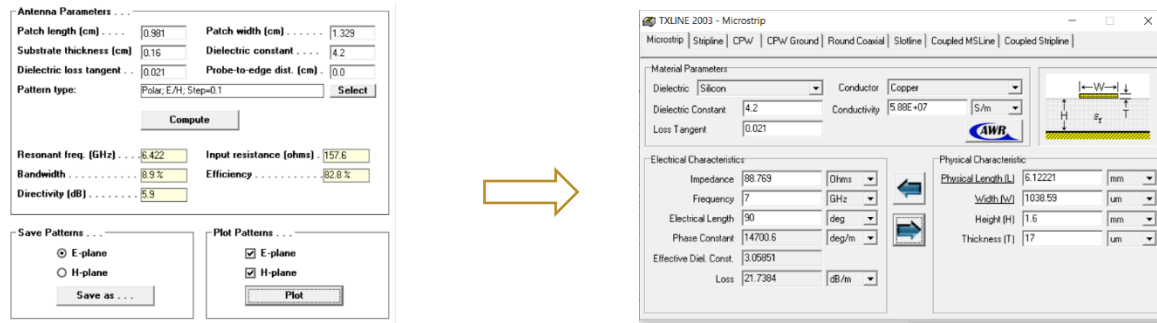 Antenna Parameters . . .
Patch length (cm) . . . . 0.981 Patch width (cm) . . . . . . 1.329
Substrate thickness (cm) 0.16 Dielectric constant . . . . 4.2
Dielectric loss tangent . . 0.021 Probe-to-edge dist. (cm) . 0.0
Pattern type: Polar; E/H; Step=0.1 Select
Compute
Resonant freq. (GHz) . . . . 6.422 Input resistance (ohms) . 157.6
Bandwidth . . . . . . . . . . . 8.9 % Efficiency . . . . . . . . . . . 82.8 %
Directivity (dB) . . . . . . . . 5.9
Save Patterns . . .
E-plane
H-plane
Save as . . .
Plot Patterns . . .
E-plane
H-plane
Plot
TXLINE 2003 - Microstrip
Microstrip Stripline CPW CPW Ground Round Coaxial Slotline Coupled MSLine Coupled Stripline
Material Parameters
Dielectric Silicon Conductor Copper
Dielectric Constant 4.2 Conductivity 5.88E+07 S/m
Loss Tangent 0.021 AWR
W
H εr T
Electrical Characteristics
Impedance 88.769 Ohms
Frequency 7 GHz
Electrical Length 90 deg
Phase Constant 14700.6 deg/m
Effective Diel. Const. 3.05851
Loss 21.7384 dB/m
Physical Characteristic
Physical Length (L) 6.12221 mm
Width (W) 1038.59 um
Height (H) 1.6 mm
Thickness (T) 17 um